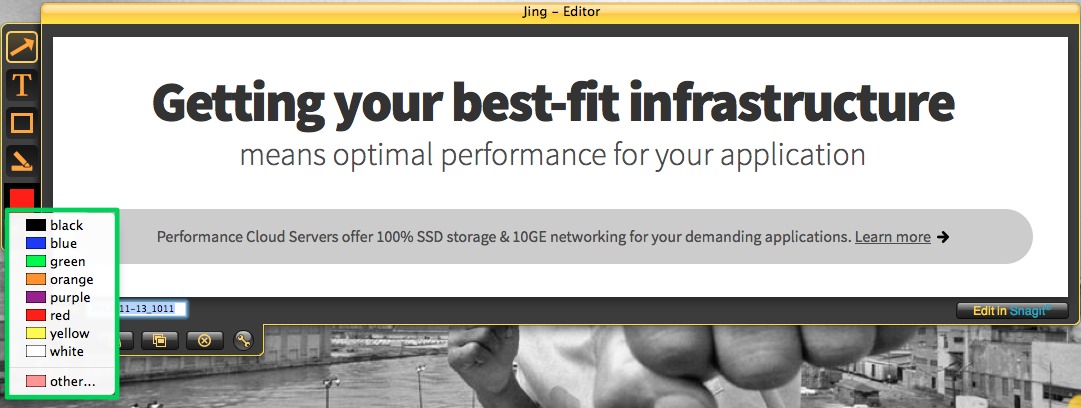 Jing – Editor
T
Getting your best-fit infrastructure
means optimal performance for your application
Performance Cloud Servers offer 100% SSD storage & 10GE networking for your demanding applications. Learn more
black
blue
green
orange
purple
red
yellow
white
other...
11-13_1011
Edit in Snagit